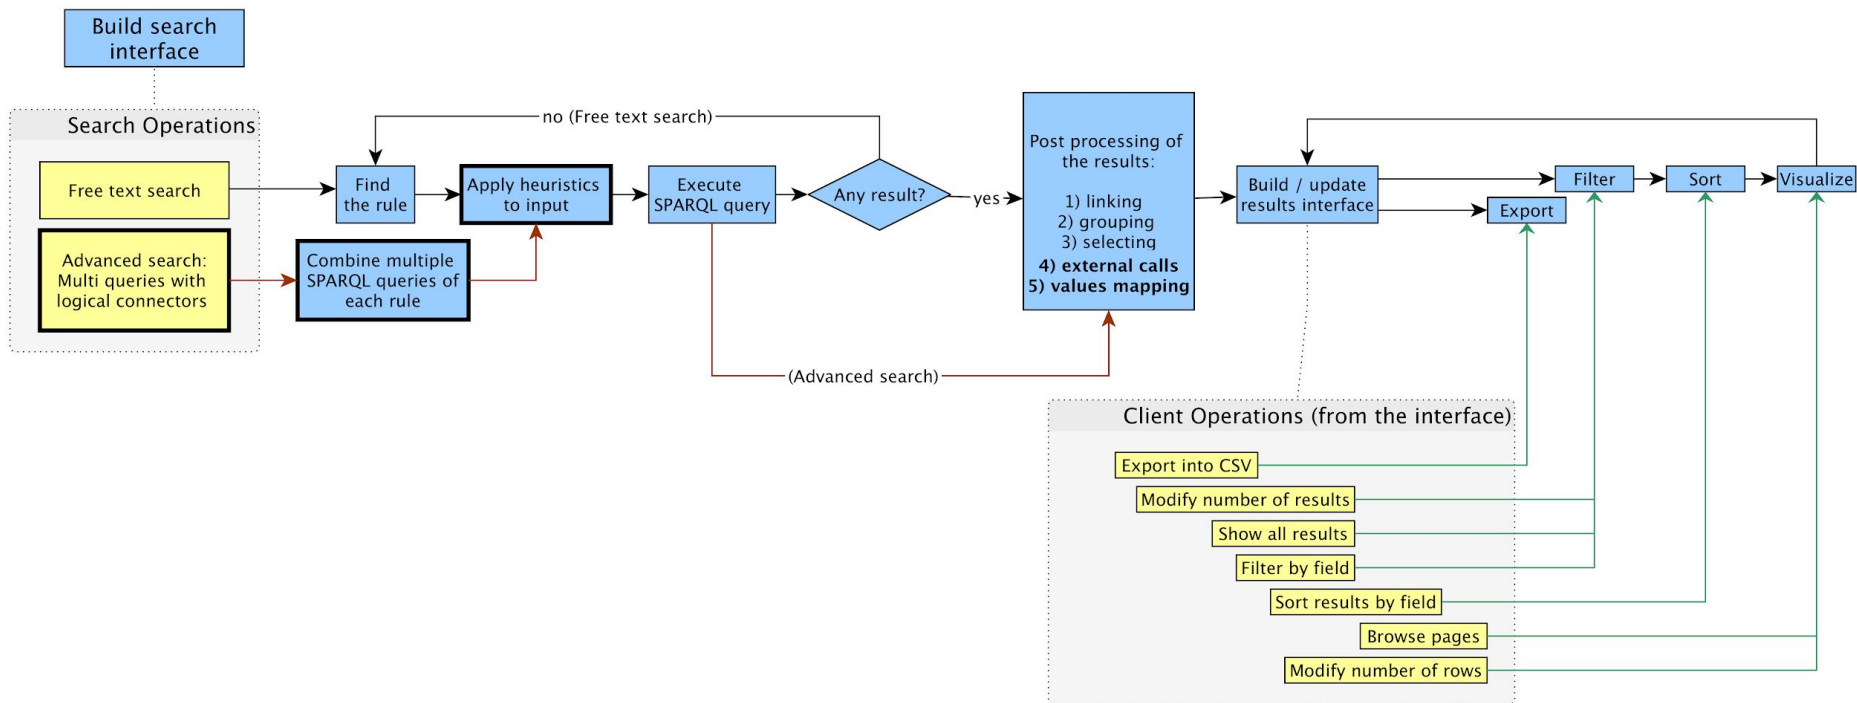 Build search
interface
Search Operations
Free text search
Advanced search:
Multi queries with
logical connectors
no (Free text search)
Find
the rule
Apply heuristics
to input
Combine multiple
SPARQL queries of
each rule
Execute
SPARQL query
Any result?
yes
(Advanced search)
Post processing of
the results:
1) linking
2) grouping
3) selecting
4) external calls
5) values mapping
Build / update
results interface
Filter
Sort
Visualize
Export
Client Operations (from the interface)
Export into CSV
Modify number of results
Show all results
Filter by field
Sort results by field
Browse pages
Modify number of rows